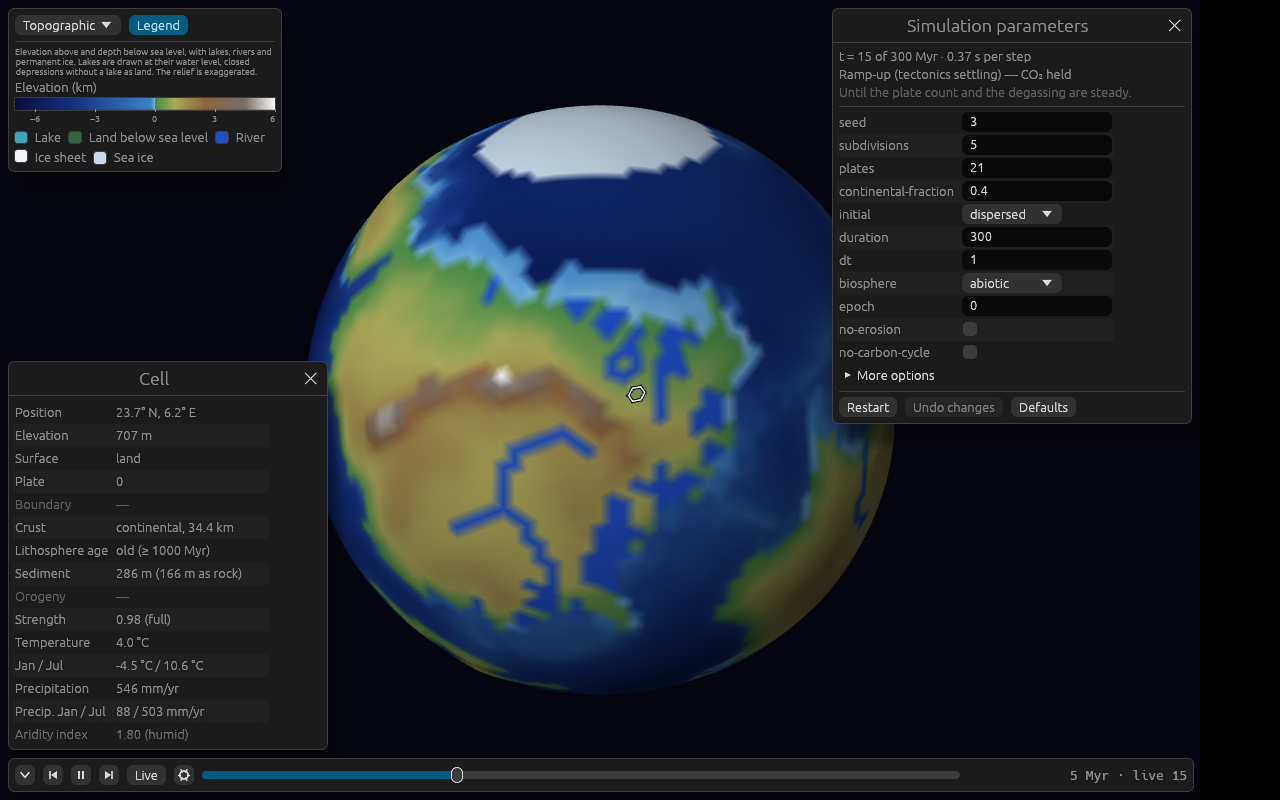 Topographic
Legend
Elevation above and depth below sea level, with lakes, rivers and
permanent ice. Lakes are drawn at their water level, closed
depressions without a lake as land. The relief is exaggerated.
Elevation (km)
−6 −3 0 3 6
Lake Land below sea level River
Ice sheet Sea ice
Simulation parameters
t = 15 of 300 Myr · 0.37 s per step
Ramp-up (tectonics settling) — CO₂ held
Until the plate count and the degassing are steady.
seed 3
subdivisions 5
plates 21
continental-fraction 0.4
initial dispersed
duration 300
dt 1
biosphere abiotic
epoch 0
no-erosion
no-carbon-cycle
More options
Restart Undo changes Defaults
Cell
Position 23.7° N, 6.2° E
Elevation 707 m
Surface land
Plate 0
Boundary —
Crust continental, 34.4 km
Lithosphere age old (≥ 1000 Myr)
Sediment 286 m (166 m as rock)
Orogeny —
Strength 0.98 (full)
Temperature 4.0 °C
Jan / Jul -4.5 °C / 10.6 °C
Precipitation 546 mm/yr
Precip. Jan / Jul 88 / 503 mm/yr
Aridity index 1.80 (humid)
Live
5 Myr · live 15